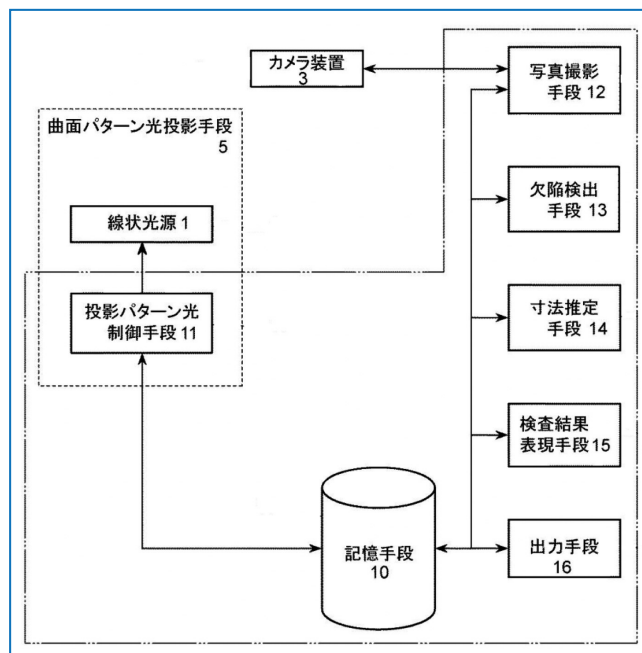 カメラ装置
3
写真撮影
手段 12
曲面パターン光投影手段
5
線状光源 1
欠陥検出
手段 13
投影パターン光
制御手段 11
寸法推定
手段 14
検査結果
表現手段 15
記憶手段
10
出力手段
16